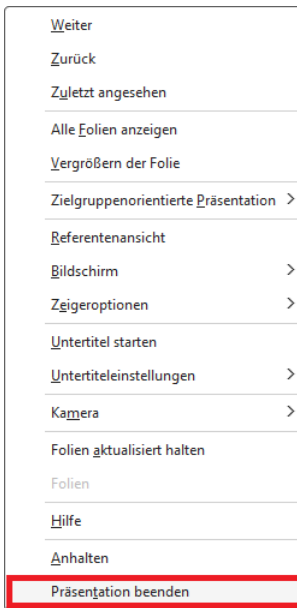 Weiter
Zurück
Zuletzt angesehen
Alle Folien anzeigen
Vergrößern der Folie
Zielgruppenorientierte Präsentation
Referentenansicht
Bildschirm
Zeigeroptionen
Untertitel starten
Untertiteleinstellungen
Kamera
Folien aktualisiert halten
Folien
Hilfe
Anhalten
Präsentation beenden